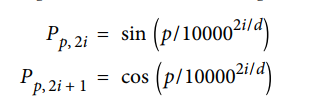 P_{p, 2i} = sin (p/10000^{2i/d})
P_{p, 2i + 1} = cos (p/10000^{2i/d})